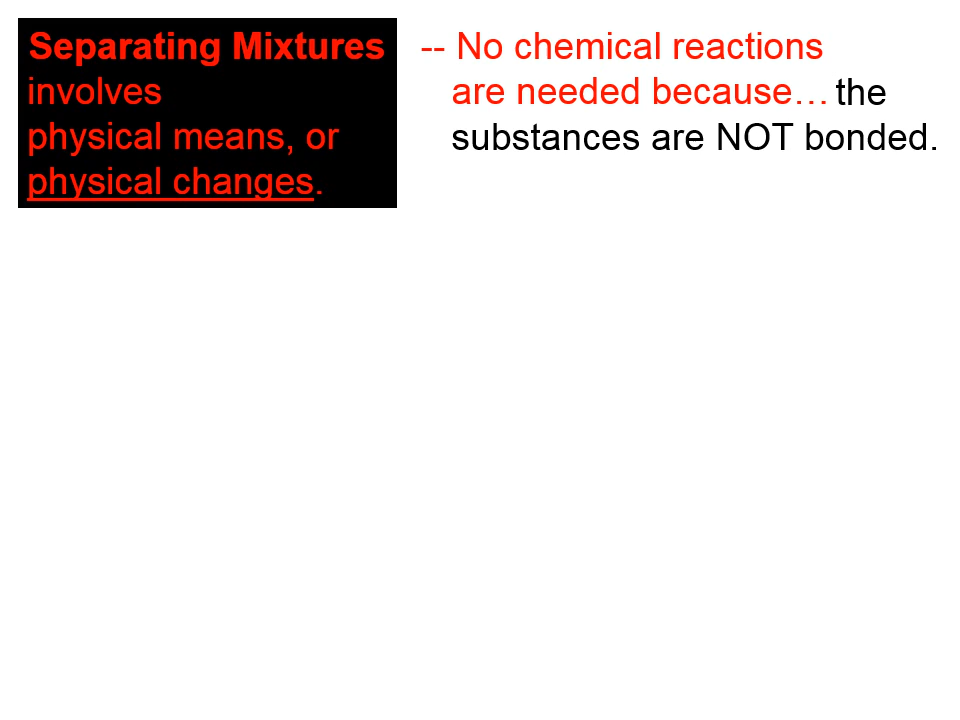 Separating Mixtures
involves
physical means, or
physical changes.
-- No chemical reactions
are needed because… the
substances are NOT bonded.